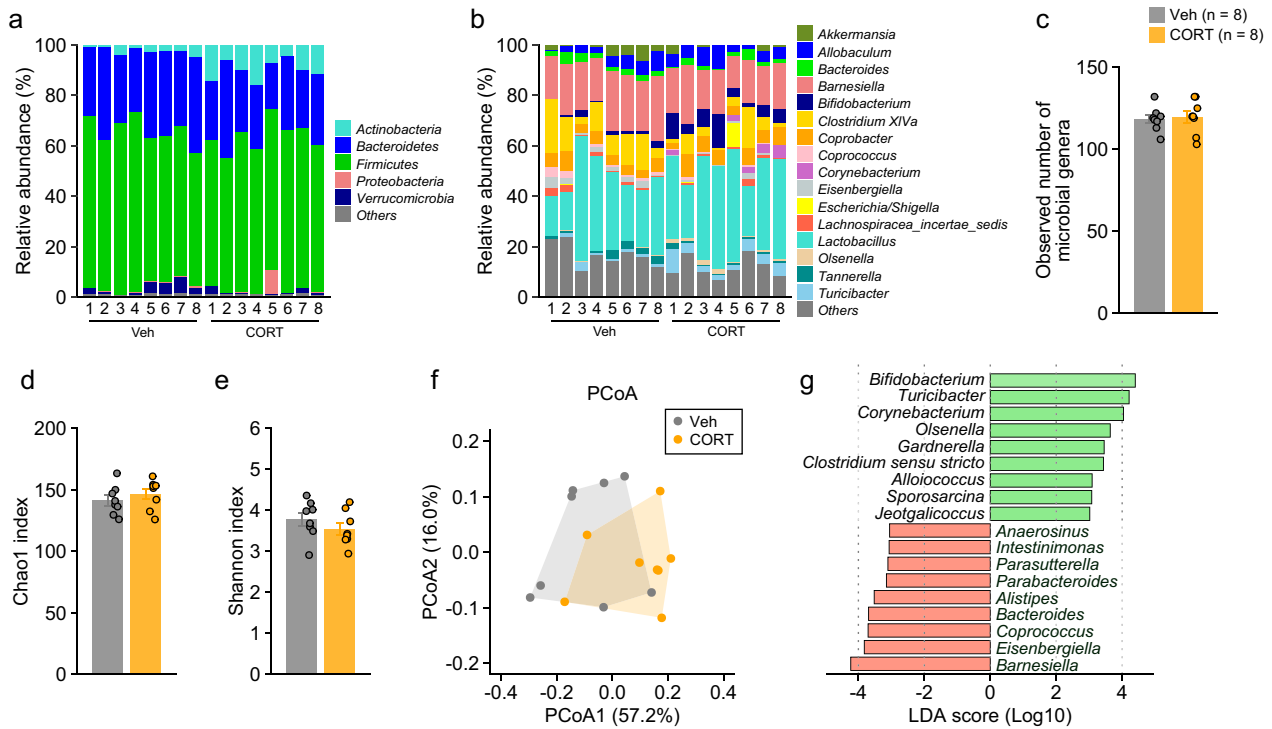 a
Relative abundance (%)
100
80
60
40
20
0
1 2 3 4 5 6 7 8 1 2 3 4 5 6 7 8
Veh
CORT
Actinobacteria
Bacteroidetes
Firmicutes
Proteobacteria
Verrucomicrobia
Others
b
Relative abundance (%)
100
80
60
40
20
0
1 2 3 4 5 6 7 8 1 2 3 4 5 6 7 8
Veh
CORT
Akkermansia
Allobaculum
Bacteroides
Barnesiella
Bifidobacterium
Clostridium XIVa
Coprobacter
Coprococcus
Corynebacterium
Eisenbergiella
Escherichia/Shigella
Lachnospiracea_incertae_sedis
Lactobacillus
Olsenella
Tannerella
Turicibacter
Others
c
Veh (n = 8)
CORT (n = 8)
Observed number of
microbial genera
150
100
50
0
d
Chao1 index
200
150
100
50
0
e
Shannon index
6
5
4
3
2
1
0
f
PCoA
Veh
CORT
PCoA2 (16.0%)
0.2
0.1
0.0
-0.1
-0.2
-0.4 -0.2 0.0 0.2 0.4
PCoA1 (57.2%)
g
Bifidobacterium
Turicibacter
Corynebacterium
Olsenella
Gardnerella
Clostridium sensu stricto
Alloiococcus
Sporosarcina
Jeotgalicoccus
Anaerosinus
Intestinimonas
Parasutterella
Parabacteroides
Alistipes
Bacteroides
Coprococcus
Eisenbergiella
Barnesiella
-4 -2 0 2 4
LDA score (Log10)